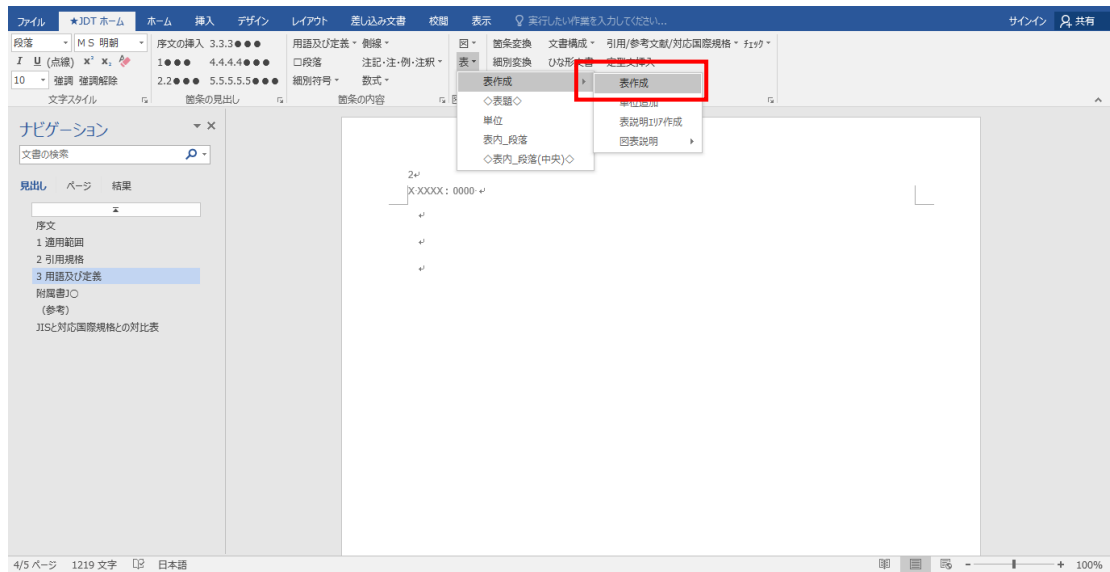 ファイル ★JDT ホーム ホーム 挿入 デザイン レイアウト 差し込み文書 校閲 表示 実行したい作業を入力してください... サインイン 共有
段落 MS 明朝 序文の挿入 3.3.3●●● 用語及び定義 側線 図 箇条変換 文書構成 引用/参考文献/対応国際規格 チェック
I U (点線) x² x₂ 1●●● 4.4.4.4●●● 口段落 注記·注·例·注釈 表 細別変換 ひな形文書 定型文挿入
10 強調 強調解除 2.2●●● 5.5.5.5.5●●● 細別符号 数式
文字スタイル 箇条の見出し 箇条の内容
表作成
◇表題◇
単位
表内_段落
◇表内_段落(中央)◇
表作成
単位追加
表説明エリア作成
図表説明
ナビゲーション
文書の検索
見出し ページ 結果
序文
1 適用範囲
2 引用規格
3 用語及び定義
附属書J○
(参考)
JISと対応国際規格との対比表
2
X XXXX : 0000
4/5 ページ 1219 文字 日本語 100%